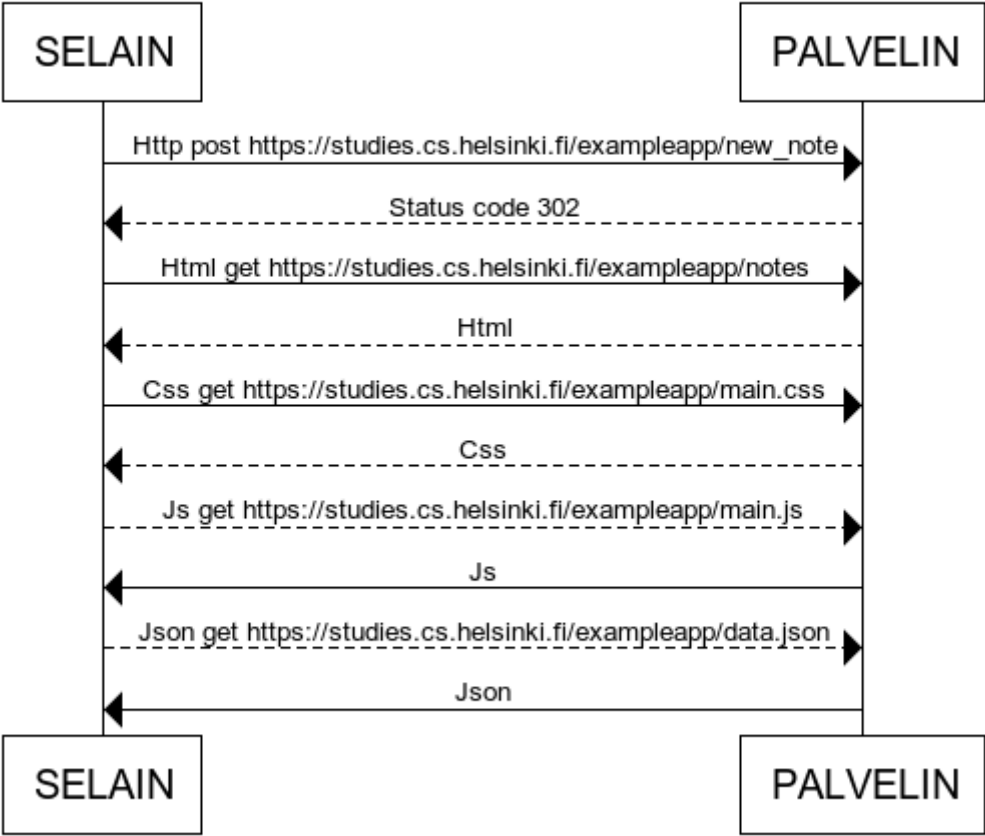 SELAIN
PALVELIN
Http post https://studies.cs.helsinki.fi/exampleapp/new_note
Status code 302
Html get https://studies.cs.helsinki.fi/exampleapp/notes
Html
Css get https://studies.cs.helsinki.fi/exampleapp/main.css
Css
Js get https://studies.cs.helsinki.fi/exampleapp/main.js
Js
Json get https://studies.cs.helsinki.fi/exampleapp/data.json
Json
SELAIN
PALVELIN